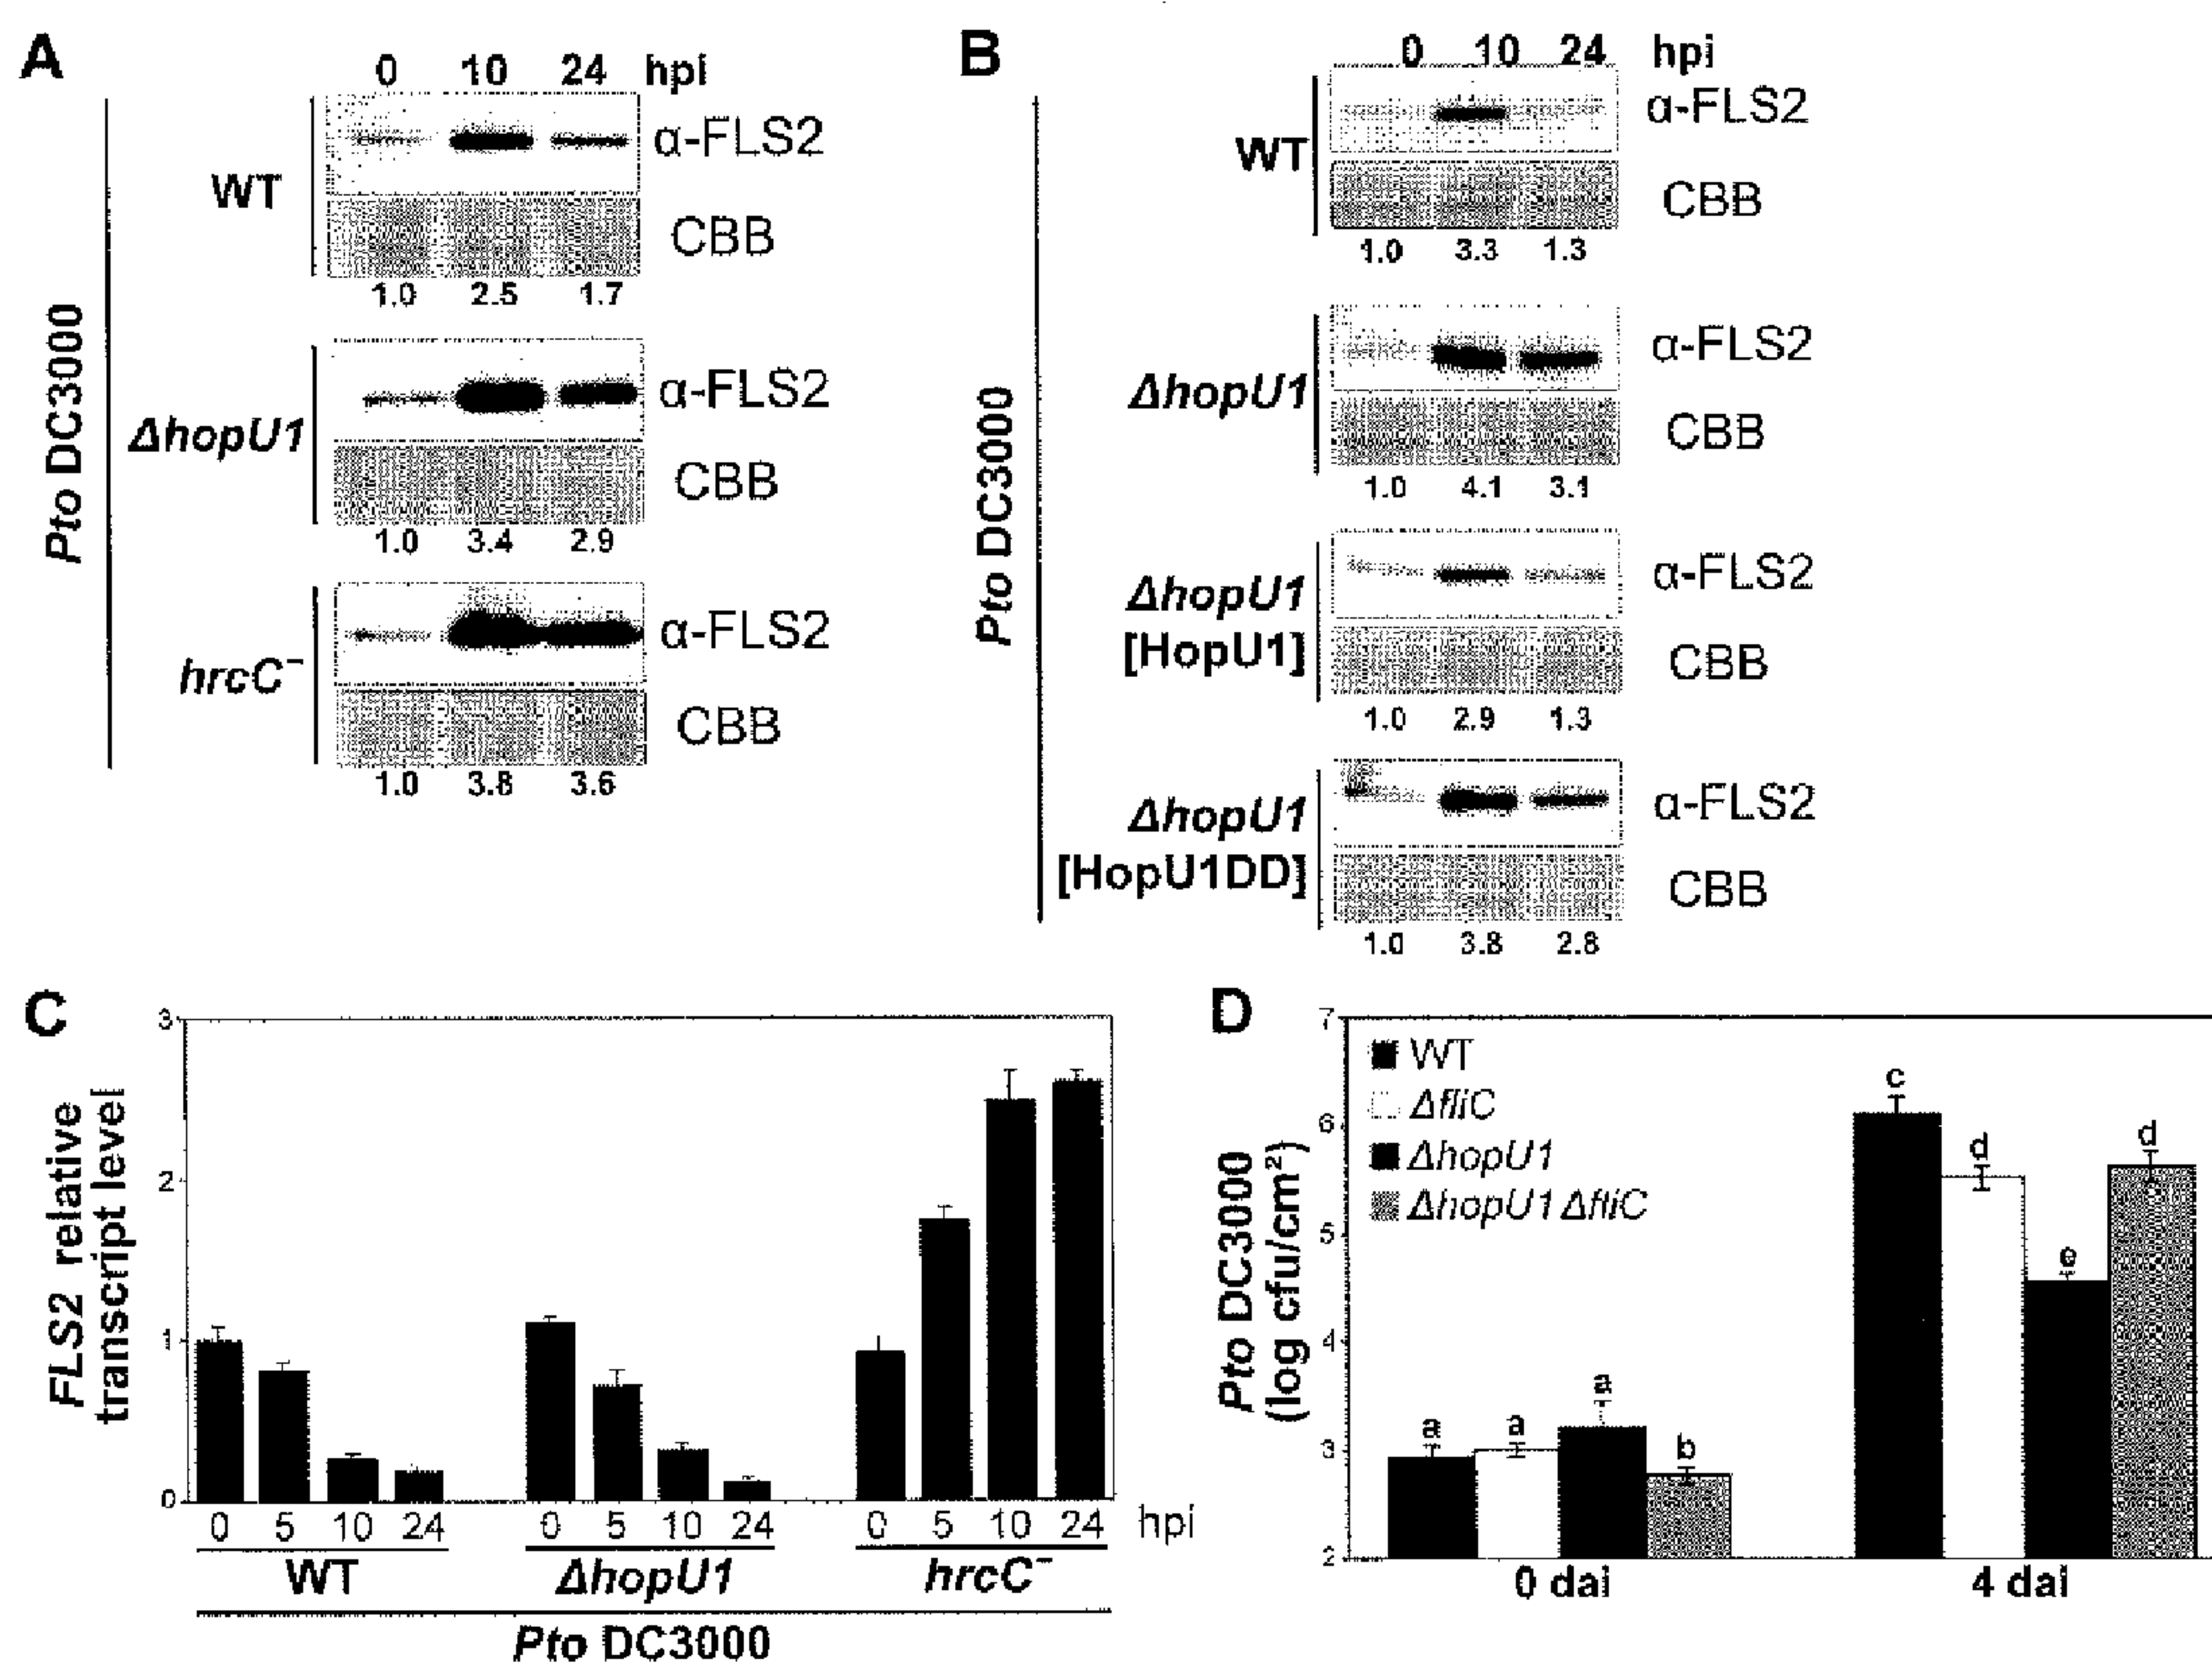 A
0 10 24 hpi
α-FLS2
WT
CBB
1.0 2.5 1.7
α-FLS2
ΔhopU1
CBB
1.0 3.4 2.9
α-FLS2
hrcC⁻
CBB
1.0 3.8 3.6
Pto DC3000
B
0 10 24 hpi
α-FLS2
WT
CBB
1.0 3.3 1.3
α-FLS2
ΔhopU1
CBB
1.0 4.1 3.1
α-FLS2
ΔhopU1
[HopU1]
CBB
1.0 2.9 1.3
α-FLS2
ΔhopU1
[HopU1DD]
CBB
1.0 3.8 2.8
Pto DC3000
C
FLS2 relative
transcript level
3
2
1
0
0 5 10 24 0 5 10 24 0 5 10 24 hpi
WT ΔhopU1 hrcC⁻
Pto DC3000
D
Pto DC3000
(log cfu/cm²)
7
6
5
4
3
2
WT
ΔfliC
ΔhopU1
ΔhopU1 ΔfliC
a a a b
c d e d
0 dai 4 dai